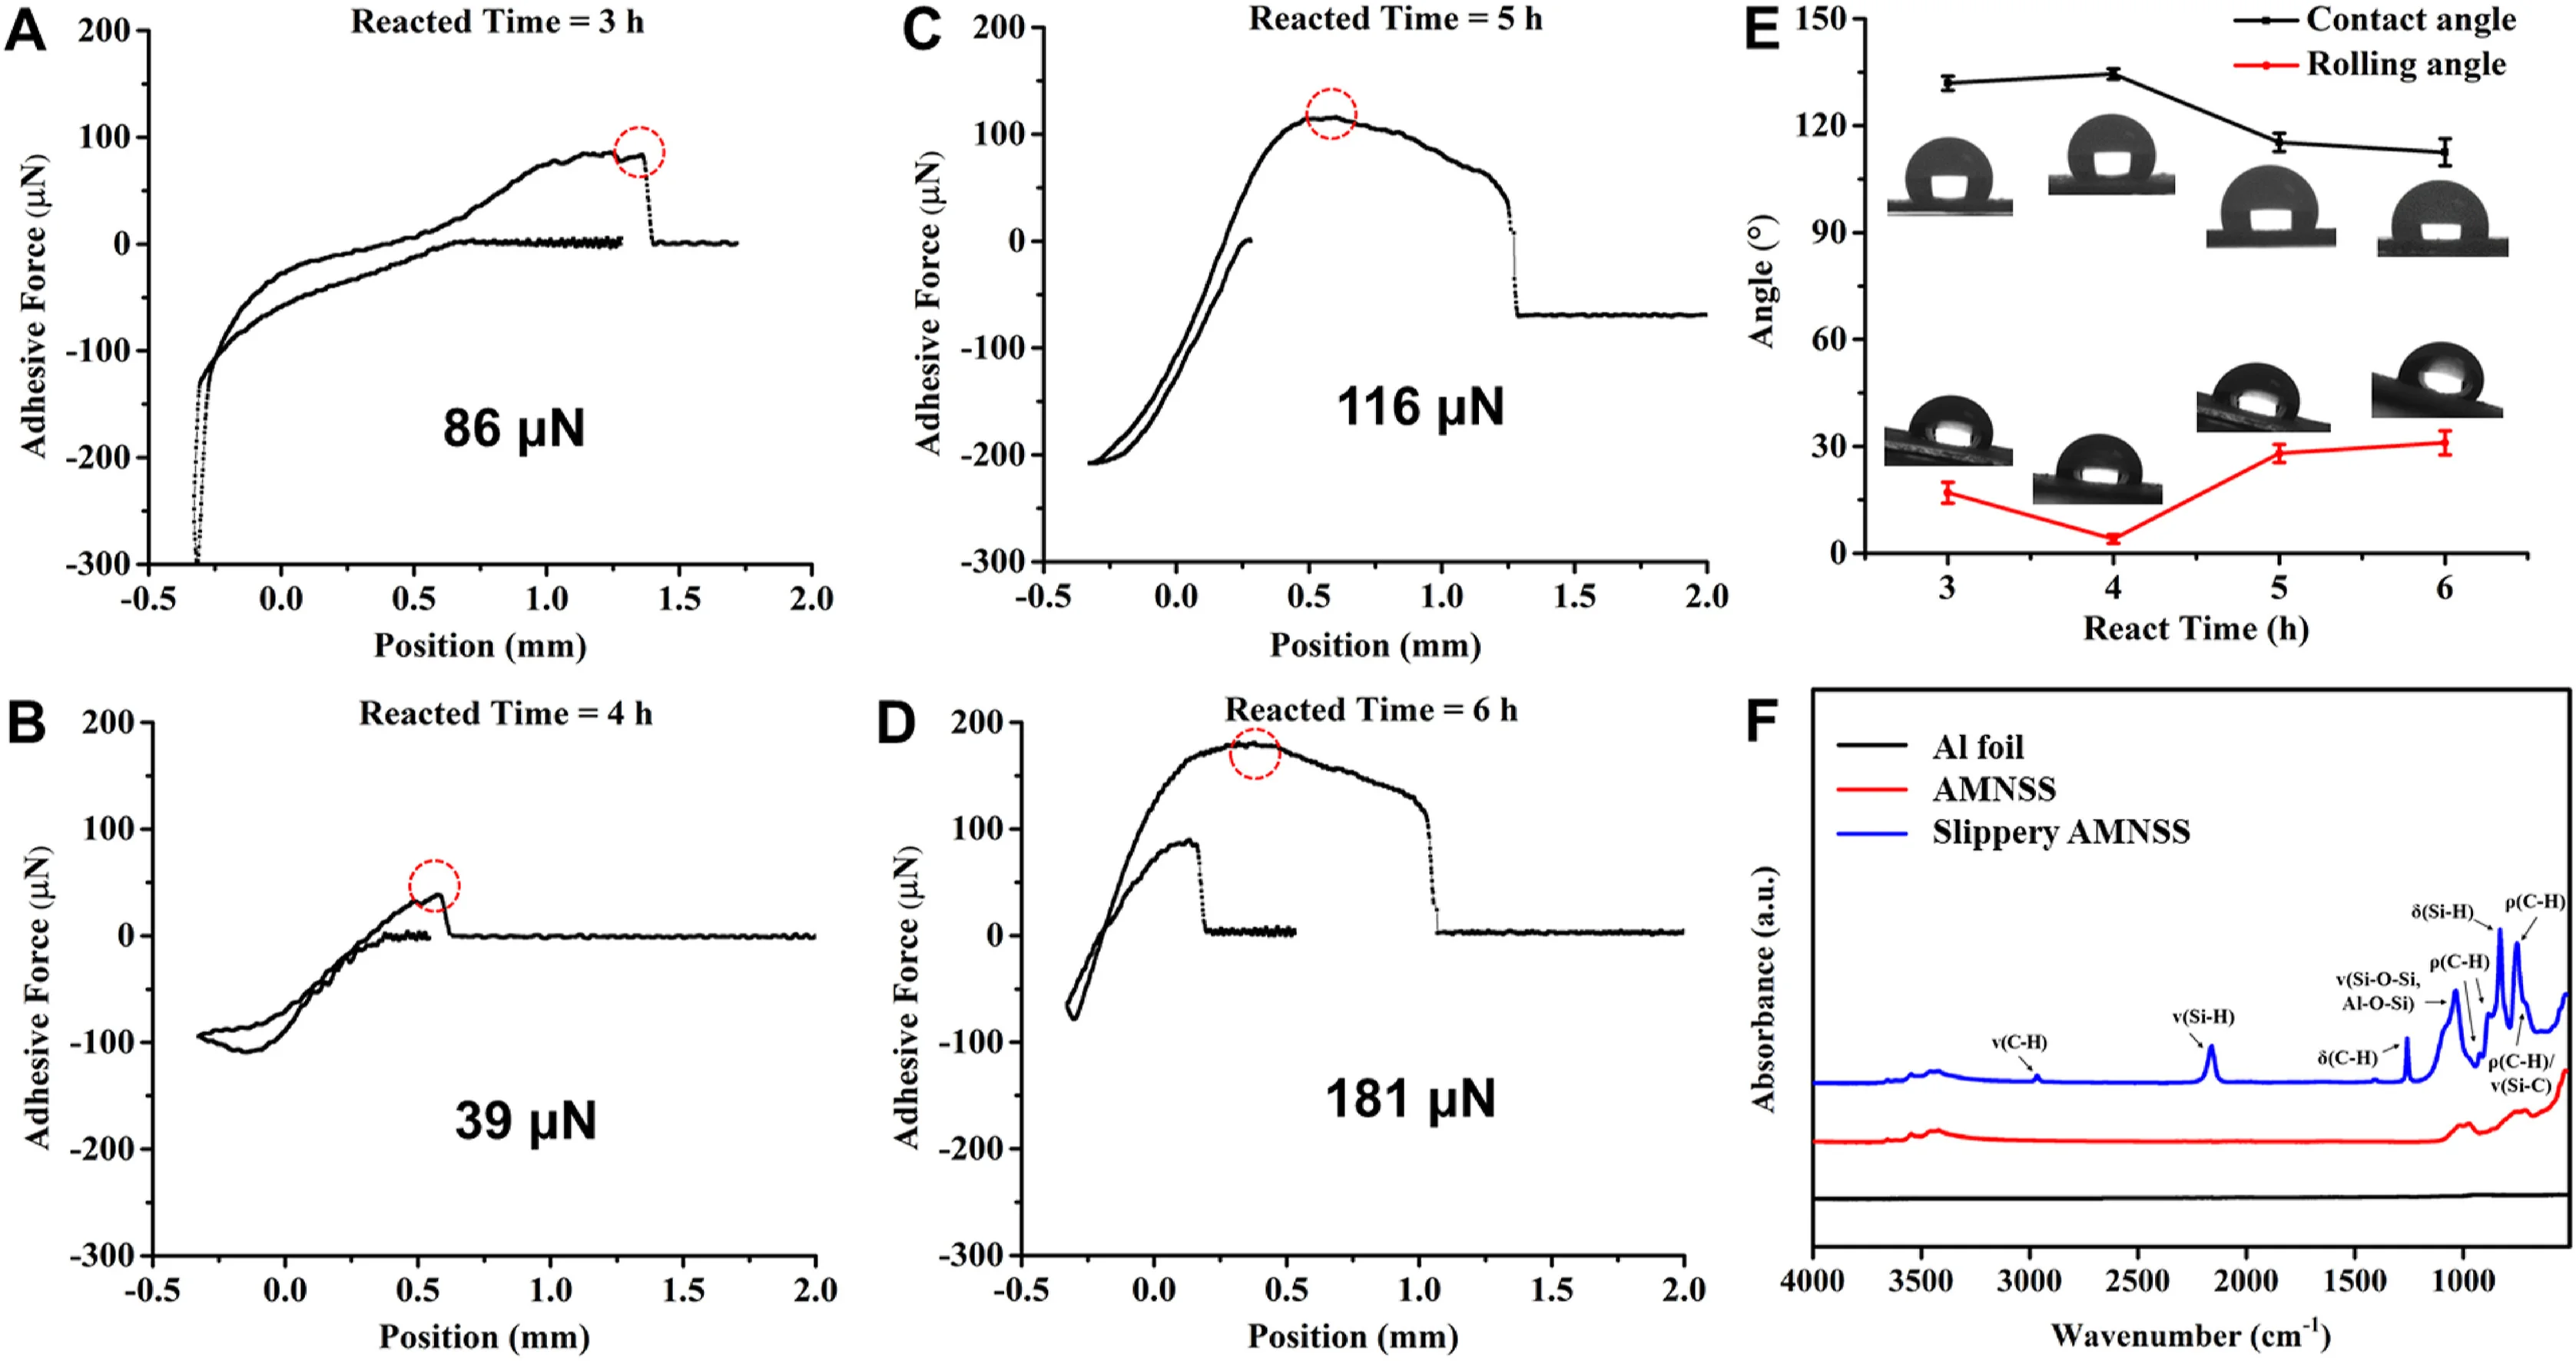 A
Reacted Time = 3 h
200
100
0
-100
-200
-300
Adhesive Force (µN)
86 µN
-0.5 0.0 0.5 1.0 1.5 2.0
Position (mm)
C
Reacted Time = 5 h
200
100
0
-100
-200
-300
Adhesive Force (µN)
116 µN
-0.5 0.0 0.5 1.0 1.5 2.0
Position (mm)
E
150
120
90
60
30
0
Angle (°)
Contact angle
Rolling angle
3 4 5 6
React Time (h)
B
Reacted Time = 4 h
200
100
0
-100
-200
-300
Adhesive Force (µN)
39 µN
-0.5 0.0 0.5 1.0 1.5 2.0
Position (mm)
D
Reacted Time = 6 h
200
100
0
-100
-200
-300
Adhesive Force (µN)
181 µN
-0.5 0.0 0.5 1.0 1.5 2.0
Position (mm)
F
Al foil
AMNSS
Slippery AMNSS
Absorbance (a.u.)
ν(C-H)
ν(Si-H)
δ(C-H)
ν(Si-O-Si,
Al-O-Si)
ρ(C-H)
δ(Si-H)
ρ(C-H)
ρ(C-H)/
ν(Si-C)
4000 3500 3000 2500 2000 1500 1000
Wavenumber (cm⁻¹)